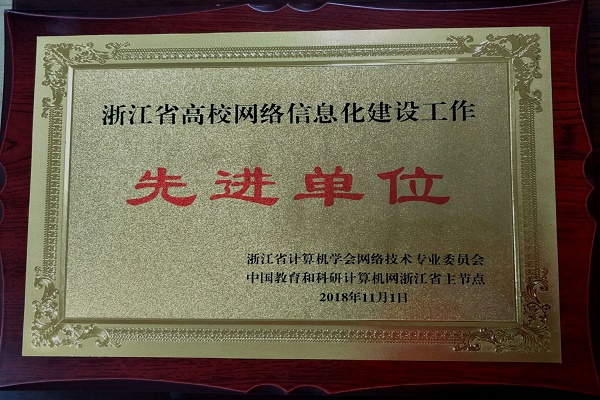 浙江省高校网络信息化建设工作
先进单位
浙江省计算机学会网络技术专业委员会
中国教育和科研计算机网浙江省主节点
2018年11月1日